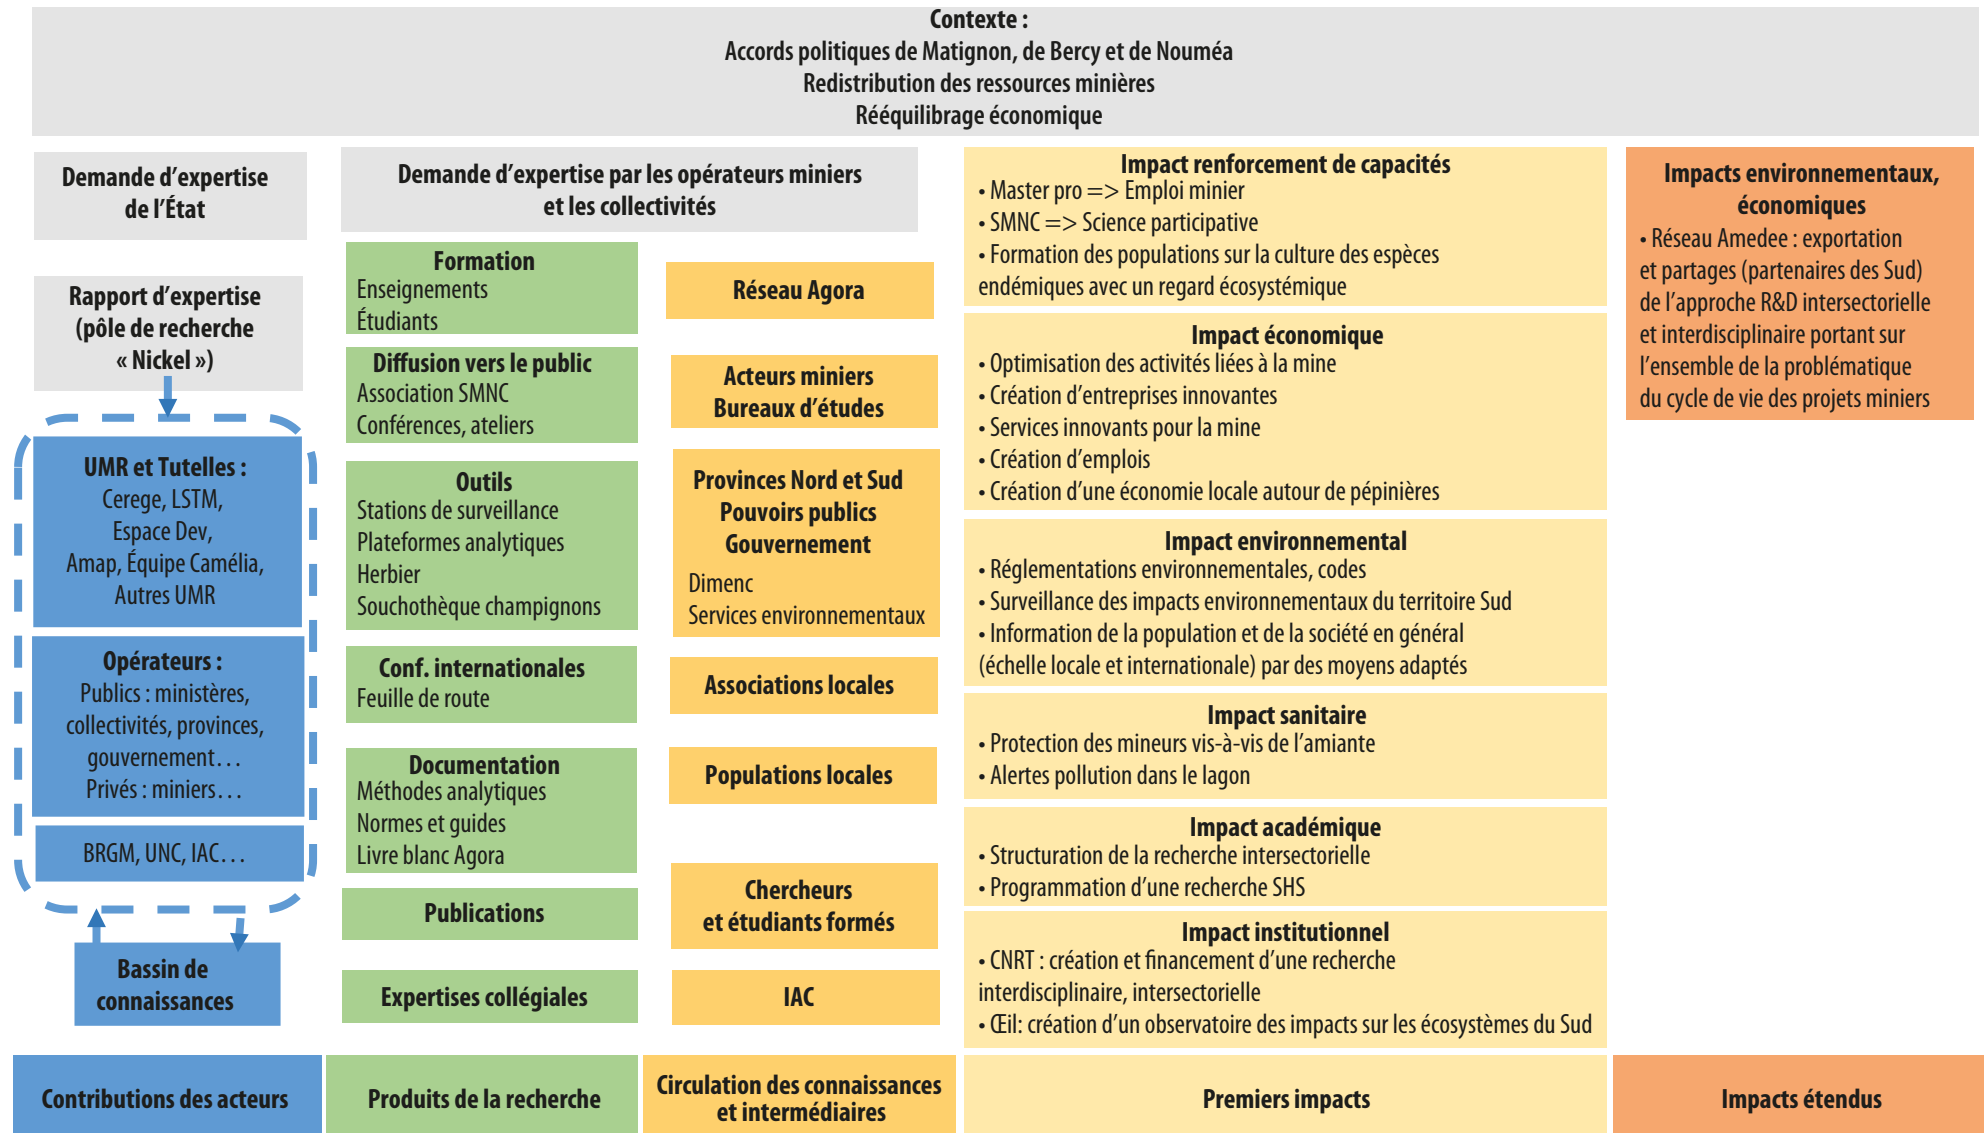 Contexte :
Accords politiques de Matignon, de Bercy et de Nouméa
Redistribution des ressources minières
Rééquilibrage économique
Demande d'expertise
de l'État
Rapport d'expertise
(pôle de recherche
« Nickel »)
UMR et Tutelles :
Cerege, LSTM,
Espace Dev,
Amap, Équipe Camélia,
Autres UMR
Opérateurs :
Publics : ministères,
collectivités, provinces,
gouvernement…
Privés : miniers…
BRGM, UNC, IAC…
Bassin de
connaissances
Contributions des acteurs
Demande d'expertise par les opérateurs miniers
et les collectivités
Formation
Enseignements
Étudiants
Diffusion vers le public
Association SMNC
Conférences, ateliers
Outils
Stations de surveillance
Plateformes analytiques
Herbier
Souchothèque champignons
Conf. internationales
Feuille de route
Documentation
Méthodes analytiques
Normes et guides
Livre blanc Agora
Publications
Expertises collégiales
Produits de la recherche
Réseau Agora
Acteurs miniers
Bureaux d'études
Provinces Nord et Sud
Pouvoirs publics
Gouvernement
Dimenc
Services environnementaux
Associations locales
Populations locales
Chercheurs
et étudiants formés
IAC
Circulation des connaissances
et intermédiaires
Impact renforcement de capacités
• Master pro => Emploi minier
• SMNC => Science participative
• Formation des populations sur la culture des espèces
endémiques avec un regard écosystémique
Impact économique
• Optimisation des activités liées à la mine
• Création d'entreprises innovantes
• Services innovants pour la mine
• Création d'emplois
• Création d'une économie locale autour de pépinières
Impact environnemental
• Réglementations environnementales, codes
• Surveillance des impacts environnementaux du territoire Sud
• Information de la population et de la société en général
(échelle locale et internationale) par des moyens adaptés
Impact sanitaire
• Protection des mineurs vis-à-vis de l'amiante
• Alertes pollution dans le lagon
Impact académique
• Structuration de la recherche intersectorielle
• Programmation d'une recherche SHS
Impact institutionnel
• CNRT : création et financement d'une recherche
interdisciplinaire, intersectorielle
• Œil: création d'un observatoire des impacts sur les écosystèmes du Sud
Premiers impacts
Impacts environnementaux,
économiques
• Réseau Amedee : exportation
et partages (partenaires des Sud)
de l'approche R&D intersectorielle
et interdisciplinaire portant sur
l'ensemble de la problématique
du cycle de vie des projets miniers
Impacts étendus